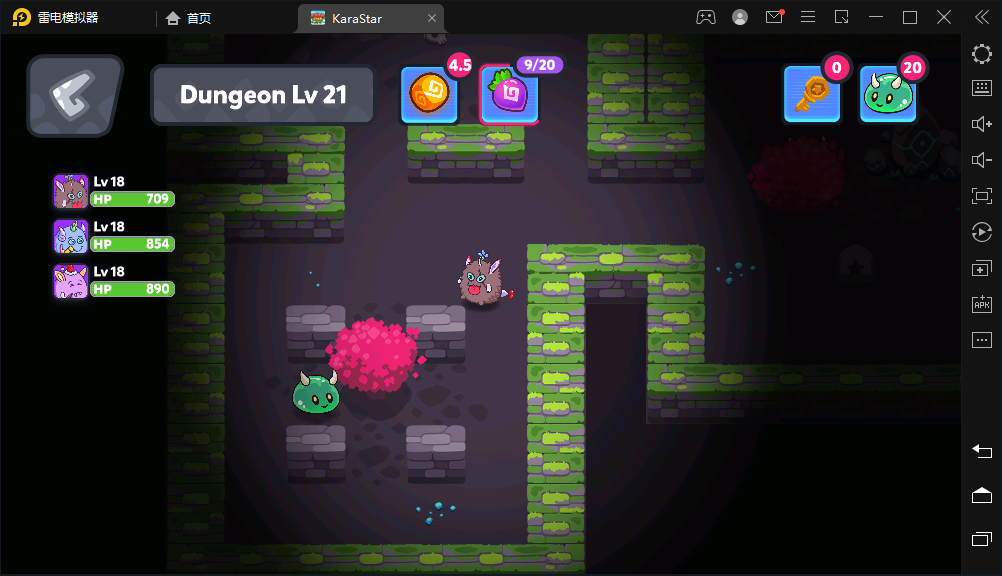 雷电模拟器
首页
KaraStar
Dungeon Lv 21
4.5
9/20
0
20
Lv 18
HP 709
Lv 18
HP 854
Lv 18
HP 890
APK